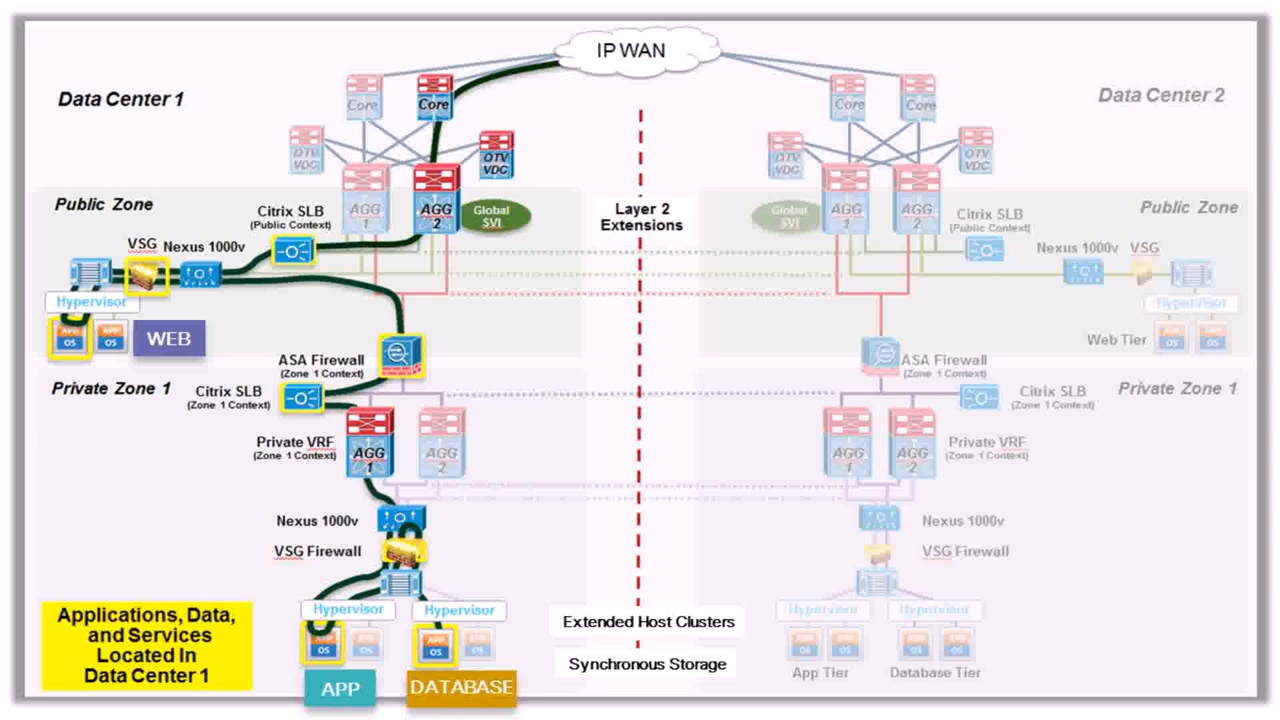 IP WAN
Data Center 1
Data Center 2
Core
Core
Core
Core
OTV
VDC
OTV
VDC
OTV
VDC
OTV
VDC
Public Zone
AGG
1
AGG
2
Global
SVI
Layer 2
Extensions
Global
SVI
AGG
1
AGG
2
Public Zone
Citrix SLB
(Public Context)
Citrix SLB
(Public Context)
VSG
Nexus 1000v
Nexus 1000v
VSG
Hypervisor
Hypervisor
APP
OS
APP
OS
WEB
Web Tier
ASA Firewall
(Zone 1 Context)
ASA Firewall
(Zone 1 Context)
Private Zone 1
Citrix SLB
(Zone 1 Context)
Citrix SLB
(Zone 1 Context)
Private Zone 1
Private VRF
(Zone 1 Context)
AGG
1
AGG
2
AGG
1
AGG
2
Private VRF
(Zone 1 Context)
Nexus 1000v
Nexus 1000v
VSG Firewall
VSG Firewall
Applications, Data,
and Services
Located In
Data Center 1
Hypervisor
Hypervisor
Hypervisor
Hypervisor
Extended Host Clusters
APP
OS
OS
APP
OS
OS
Synchronous Storage
App Tier
Database Tier
APP
DATABASE